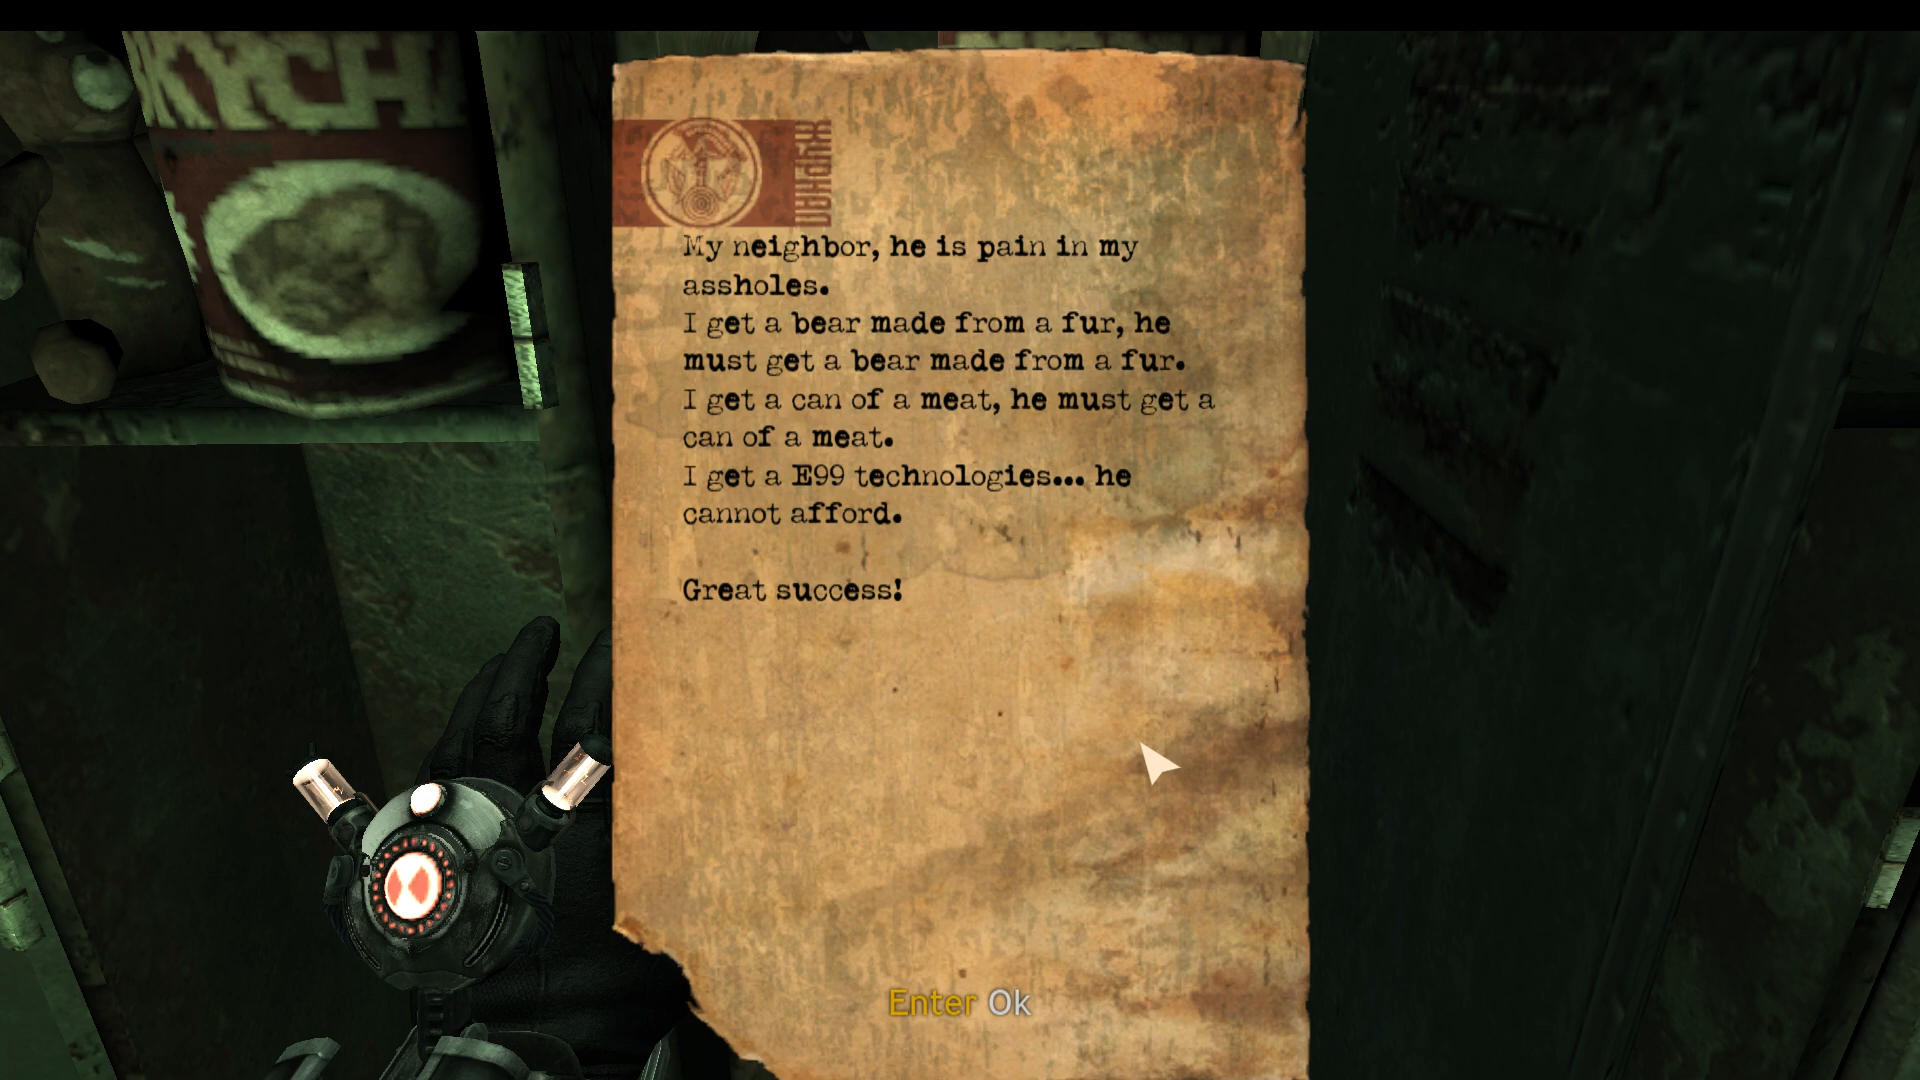 My neighbor, he is pain in my
assholes.
I get a bear made from a fur, he
must get a bear made from a fur.
I get a can of a meat, he must get a
can of a meat.
I get a E99 technologies... he
cannot afford.
Great success!
Enter Ok